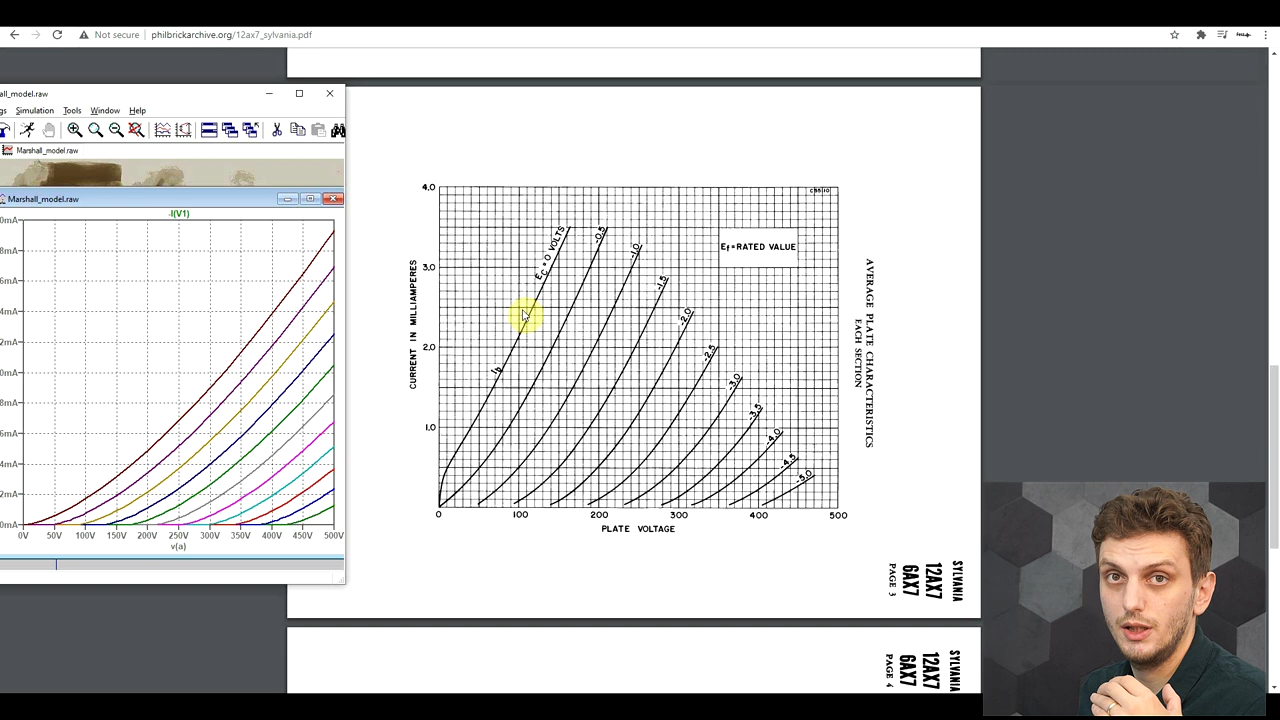 Not secure | philbrickarchive.org/12ax7_sylvania.pdf
all_model.raw
gs Simulation Tools Window Help
Marshall_model.raw
Marshall_model.raw
-I(V1)
0mA
0mA
6mA
4mA
2mA
0mA
6mA
4mA
2mA
0mA
0V 50V 100V 150V 200V 250V 300V 350V 400V 450V 500V
v(a)
4.0
3.0
2.0
1.0
0 100 200 300 400 500
CURRENT IN MILLIAMPERES
PLATE VOLTAGE
EC = 0 VOLTS
-0.5
-1.0
-1.5
-2.0
-2.5
-3.0
-3.5
-4.0
-4.5
-5.0
Ib
Ef=RATED VALUE
AVERAGE PLATE CHARACTERISTICS
EACH SECTION
SYLVANIA
12AX7
6AX7
PAGE 3
SYLVANIA
12AX7
6AX7
PAGE 4